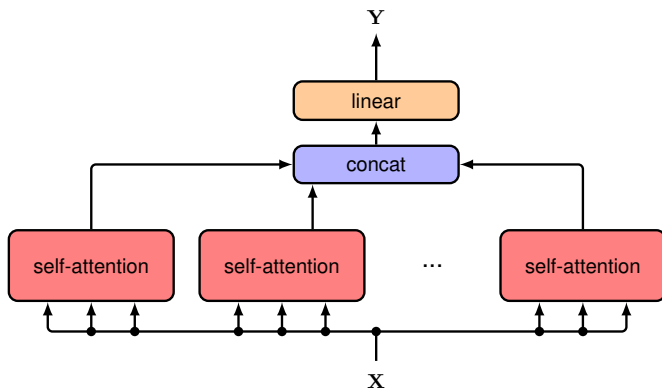 Y
linear
concat
self-attention self-attention ... self-attention
X